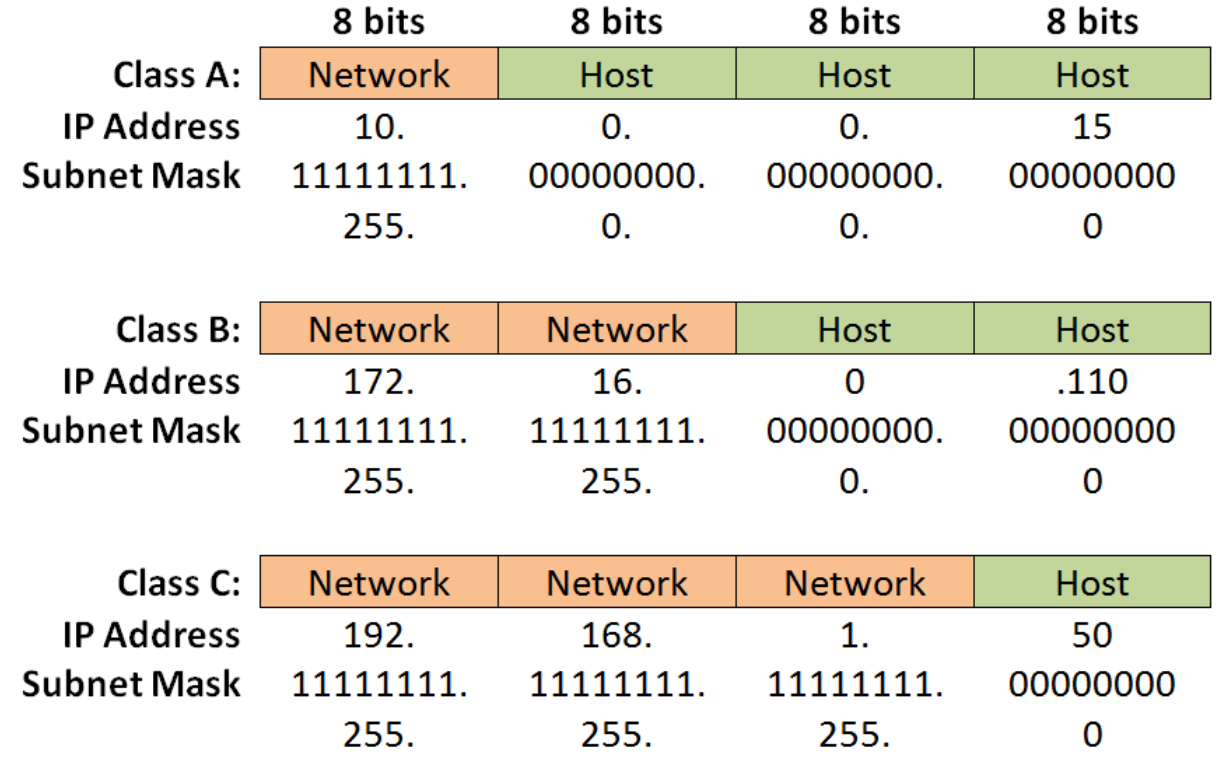 8 bits 8 bits 8 bits 8 bits
Class A: Network Host Host Host
IP Address 10. 0. 0. 15
Subnet Mask 11111111. 00000000. 00000000. 00000000
255. 0. 0. 0
Class B: Network Network Host Host
IP Address 172. 16. 0 .110
Subnet Mask 11111111. 11111111. 00000000. 00000000
255. 255. 0. 0
Class C: Network Network Network Host
IP Address 192. 168. 1. 50
Subnet Mask 11111111. 11111111. 11111111. 00000000
255. 255. 255. 0